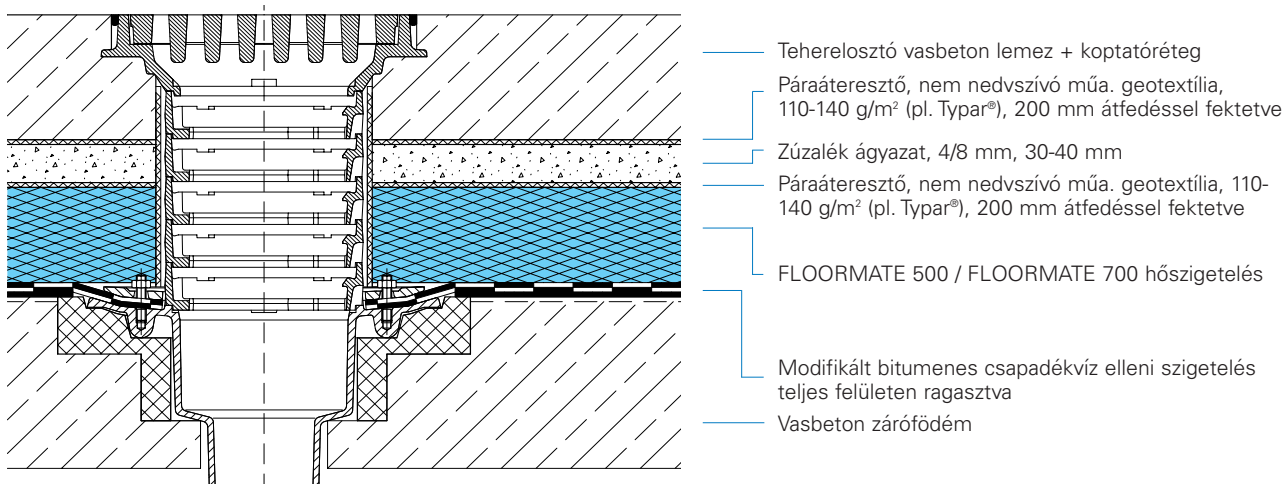 Teherelosztó vasbeton lemez + koptatóréteg
Páraáteresztő, nem nedvszívó műa. geotextília,
110-140 g/m² (pl. Typar®), 200 mm átfedéssel fektetve
Zúzalék ágyazat, 4/8 mm, 30-40 mm
Páraáteresztő, nem nedvszívó műa. geotextília, 110-
140 g/m² (pl. Typar®), 200 mm átfedéssel fektetve
FLOORMATE 500 / FLOORMATE 700 hőszigetelés
Modifikált bitumenes csapadékvíz elleni szigetelés
teljes felületen ragasztva
Vasbeton zárófödém